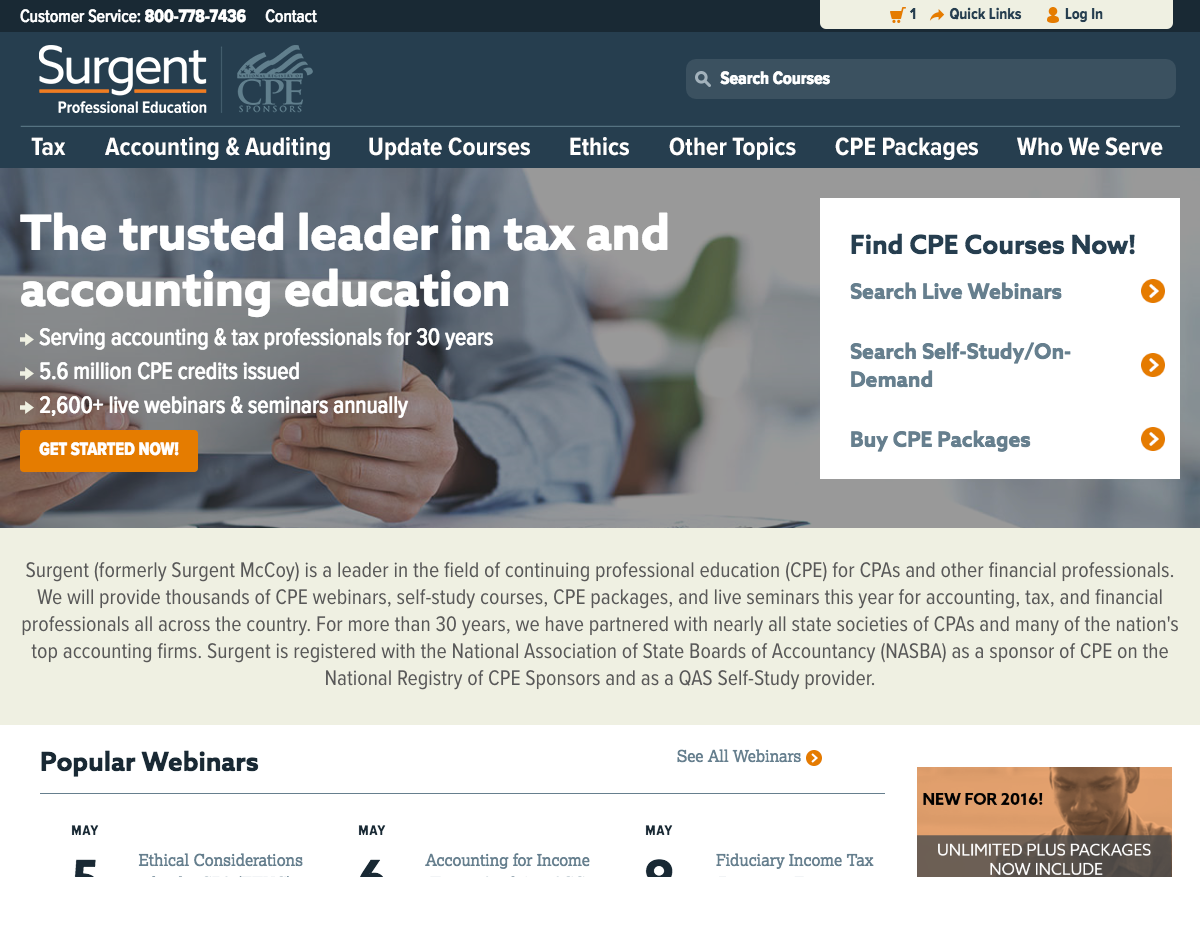 Customer Service: 800-778-7436 Contact
1 Quick Links Log In
Surgent
Professional Education
NATIONAL REGISTRY OF
CPE
SPONSORS
Search Courses
Tax Accounting & Auditing Update Courses Ethics Other Topics CPE Packages Who We Serve
The trusted leader in tax and
accounting education
Serving accounting & tax professionals for 30 years
5.6 million CPE credits issued
2,600+ live webinars & seminars annually
GET STARTED NOW!
Find CPE Courses Now!
Search Live Webinars
Search Self-Study/On-
Demand
Buy CPE Packages
Surgent (formerly Surgent McCoy) is a leader in the field of continuing professional education (CPE) for CPAs and other financial professionals.
We will provide thousands of CPE webinars, self-study courses, CPE packages, and live seminars this year for accounting, tax, and financial
professionals all across the country. For more than 30 years, we have partnered with nearly all state societies of CPAs and many of the nation's
top accounting firms. Surgent is registered with the National Association of State Boards of Accountancy (NASBA) as a sponsor of CPE on the
National Registry of CPE Sponsors and as a QAS Self-Study provider.
Popular Webinars
See All Webinars
MAY
5
Ethical Considerations
MAY
6
Accounting for Income
MAY
Fiduciary Income Tax
NEW FOR 2016!
UNLIMITED PLUS PACKAGES
NOW INCLUDE